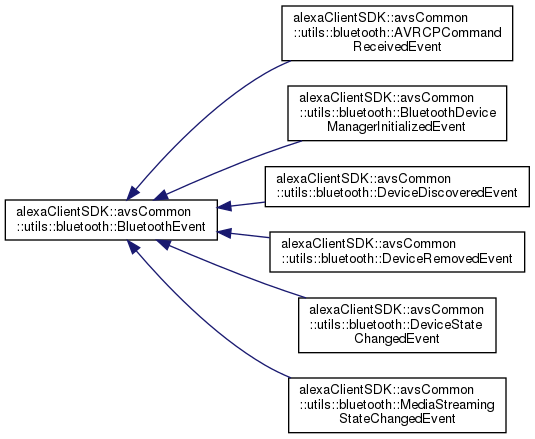 alexaClientSDK::avsCommon
::utils::bluetooth::AVRCPCommand
ReceivedEvent
alexaClientSDK::avsCommon
::utils::bluetooth::BluetoothDevice
ManagerInitializedEvent
alexaClientSDK::avsCommon
::utils::bluetooth::DeviceDiscoveredEvent
alexaClientSDK::avsCommon
::utils::bluetooth::BluetoothEvent
alexaClientSDK::avsCommon
::utils::bluetooth::DeviceRemovedEvent
alexaClientSDK::avsCommon
::utils::bluetooth::DeviceState
ChangedEvent
alexaClientSDK::avsCommon
::utils::bluetooth::MediaStreaming
StateChangedEvent